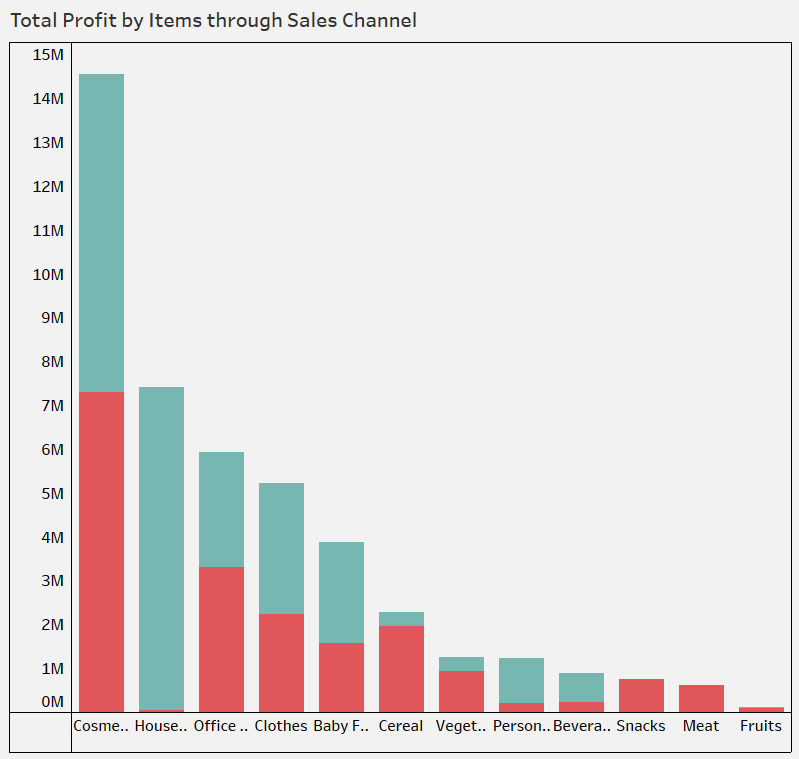 Total Profit by Items through Sales Channel
15M
14M
13M
12M
11M
10M
9M
8M
7M
6M
5M
4M
3M
2M
1M
0M
Cosme.. House.. Office .. Clothes Baby F.. Cereal Veget.. Person.. Bevera.. Snacks Meat Fruits